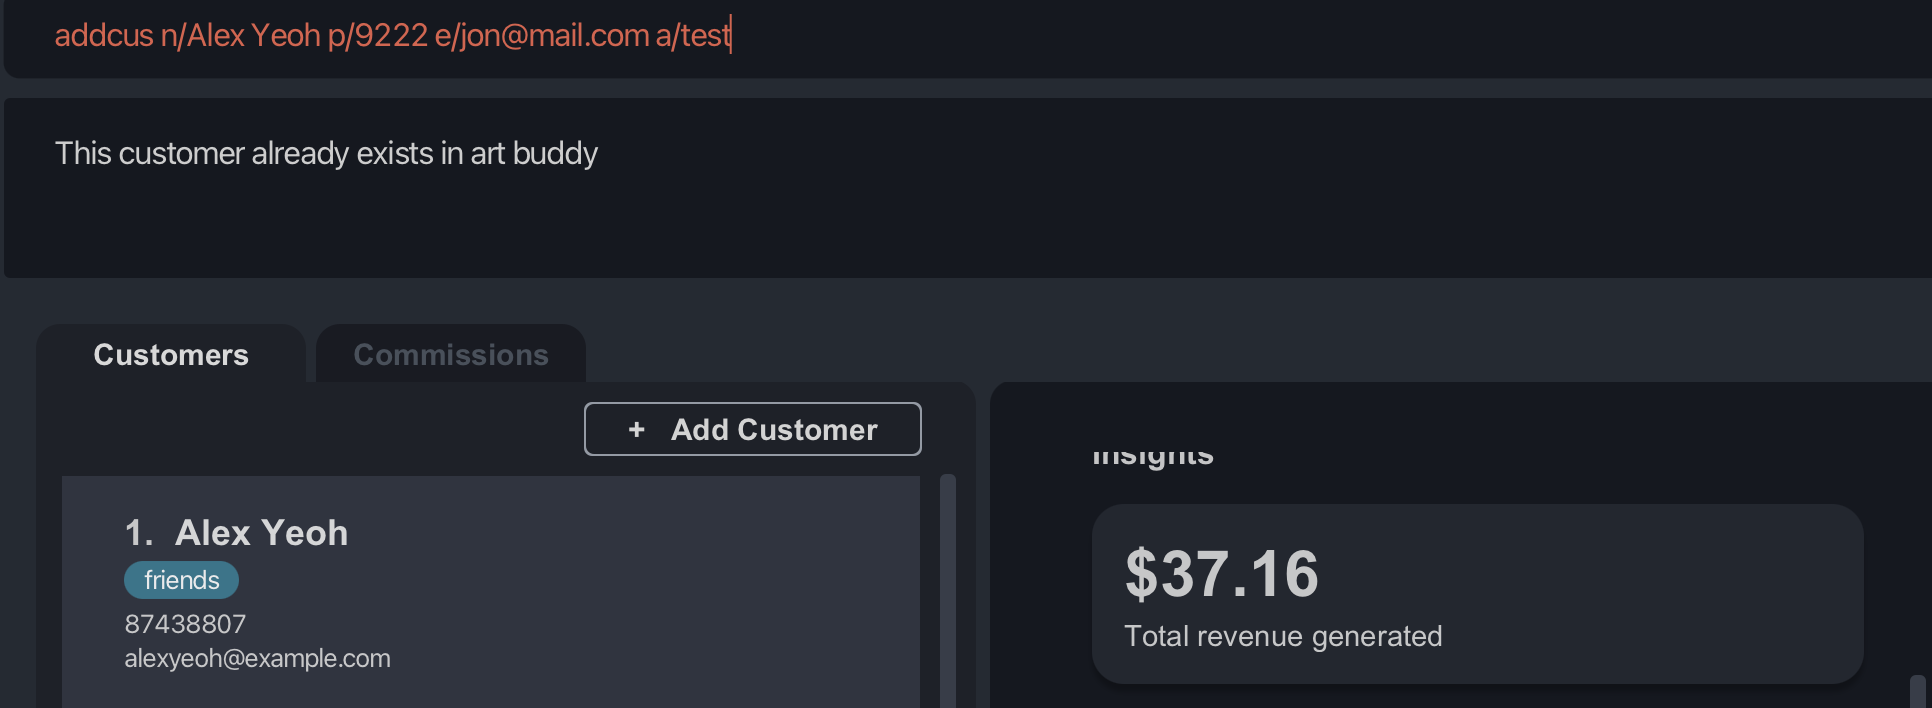 addcus n/Alex Yeoh p/9222 e/jon@mail.com a/test
This customer already exists in art buddy
Customers
Commissions
+ Add Customer
1. Alex Yeoh
friends
87438807
alexyeoh@example.com
Insights
$37.16
Total revenue generated